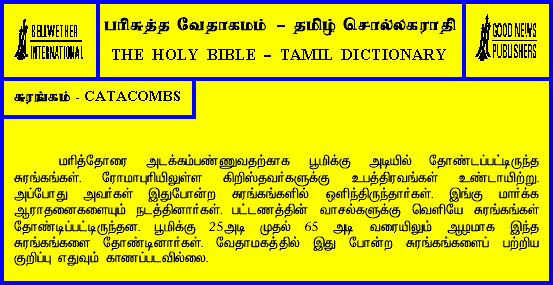 BELLWETHER
INTERNATIONAL
பரிசுத்த வேதாகமம் – தமிழ் சொல்லகராதி
THE HOLY BIBLE – TAMIL DICTIONARY
GOOD NEWS
PUBLISHERS
சுரங்கம் - CATACOMBS
மரித்தோரை அடக்கம்பண்ணுவதற்காக பூமிக்கு அடியில் தோண்டப்பட்டிருந்த
சுரங்கங்கள். ரோமாபுரியிலுள்ள கிறிஸ்தவர்களுக்கு உபத்திரவங்கள் உண்டாயிற்று.
அப்போது அவர்கள் இதுபோன்ற சுரங்கங்களில் ஒளிந்திருந்தார்கள். இங்கு மார்க்க
ஆராதனைகளையும் நடத்தினார்கள். பட்டணத்தின் வாசல்களுக்கு வெளியே சுரங்கங்கள்
தோண்டிப்பட்டிருந்தன. பூமிக்கு 25அடி முதல் 65 அடி வரையிலும் ஆழமாக இந்த
சுரங்கங்களை தோண்டினார்கள். வேதாமகத்தில் இது போன்ற சுரங்கங்களைப் பற்றிய
குறிப்பு எதுவும் காணப்படவில்லை.